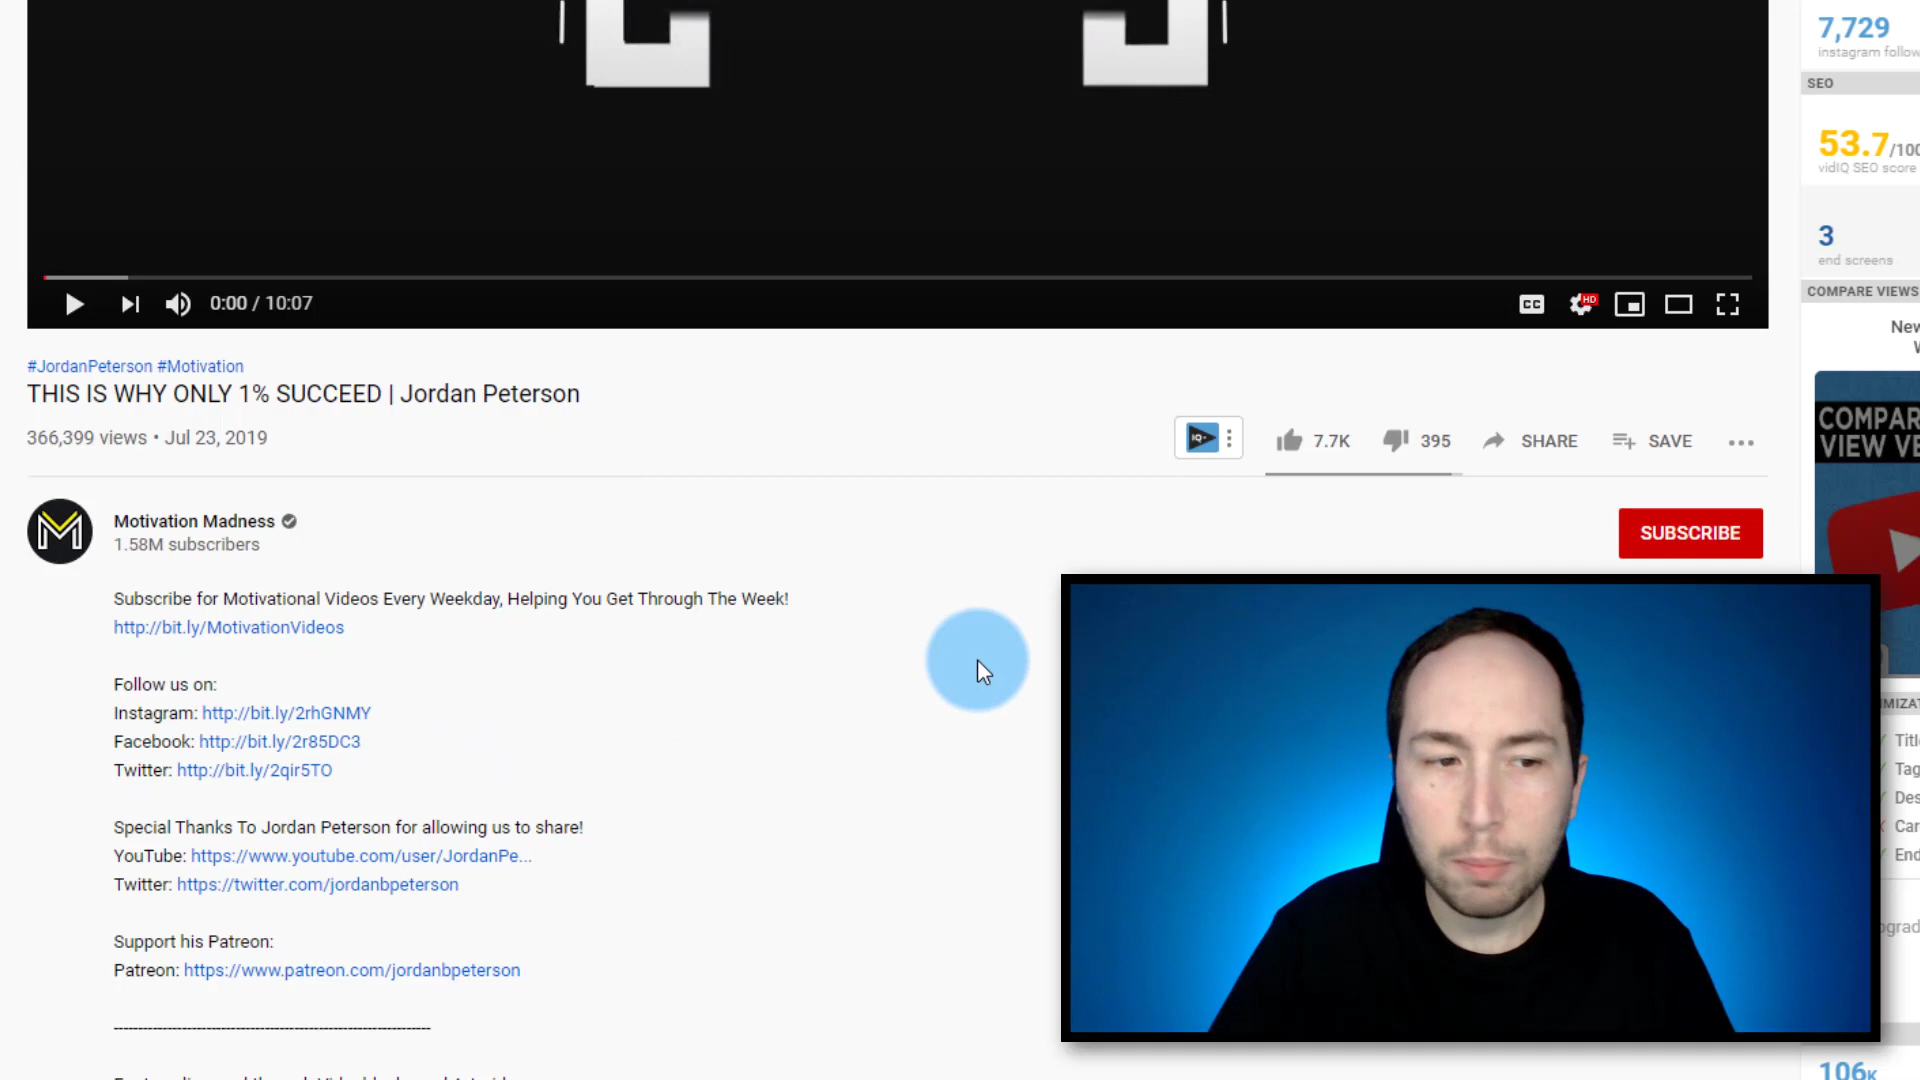 7,729
instagram follow
SEO
53.7/100
vidIQ SEO score
3
end screens
COMPARE VIEWS
New
COMPAR
VIEW VE
0:00 / 10:07
CC
HD
#JordanPeterson #Motivation
THIS IS WHY ONLY 1% SUCCEED | Jordan Peterson
366,399 views • Jul 23, 2019
IQ
7.7K
395
SHARE
SAVE
M
Motivation Madness
1.58M subscribers
SUBSCRIBE
Subscribe for Motivational Videos Every Weekday, Helping You Get Through The Week!
http://bit.ly/MotivationVideos
Follow us on:
Instagram: http://bit.ly/2rhGNMY
Facebook: http://bit.ly/2r85DC3
Twitter: http://bit.ly/2qir5TO
Special Thanks To Jordan Peterson for allowing us to share!
YouTube: https://www.youtube.com/user/JordanPe...
Twitter: https://twitter.com/jordanbpeterson
Support his Patreon:
Patreon: https://www.patreon.com/jordanbpeterson
------------------------------------------------------------------
MIZAT
Titl
Tag
Des
Car
End
pgrad
106K